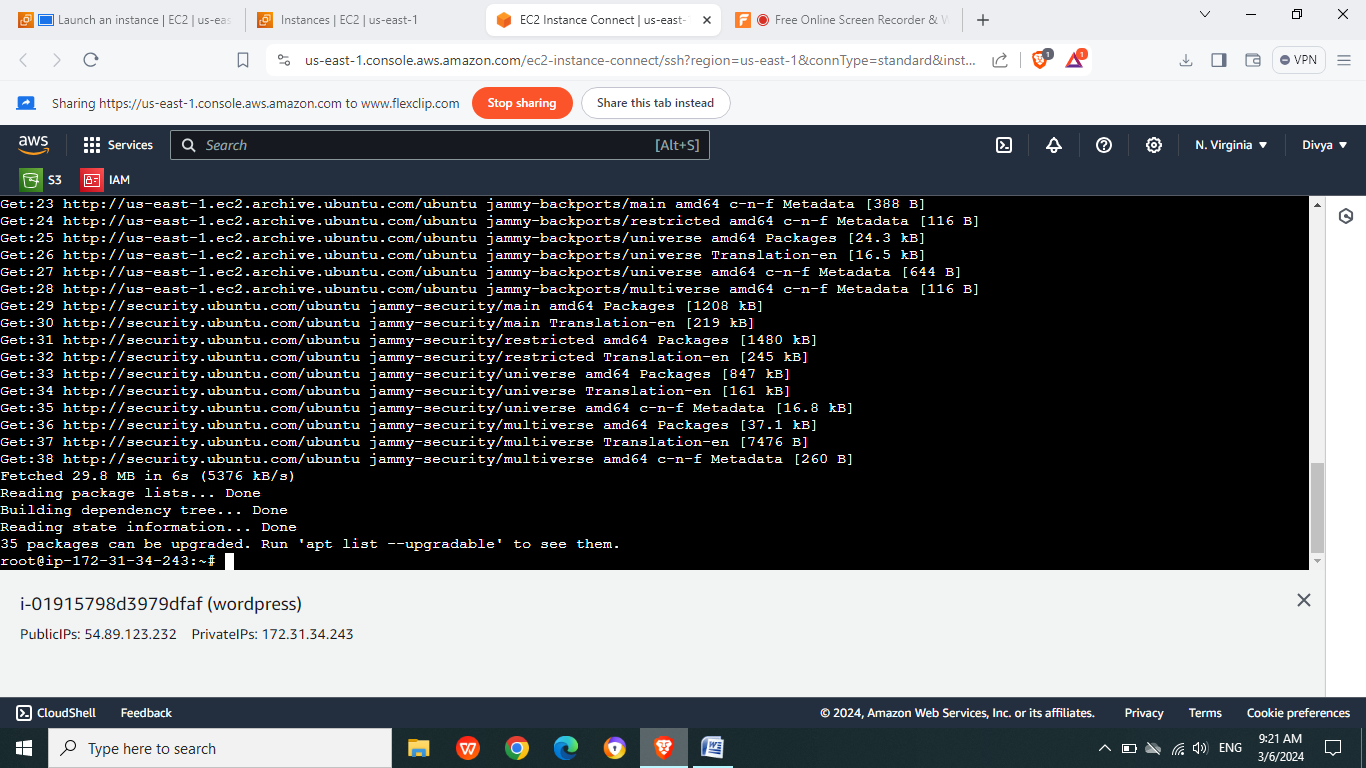 Launch an instance | EC2 | us-eas
Instances | EC2 | us-east-1
EC2 Instance Connect | us-east-
Free Online Screen Recorder & V
us-east-1.console.aws.amazon.com/ec2-instance-connect/ssh?region=us-east-1&connType=standard&inst...
1
1
VPN
Sharing https://us-east-1.console.aws.amazon.com to www.flexclip.com
Stop sharing
Share this tab instead
aws
Services
Search
[Alt+S]
N. Virginia
Divya
S3
IAM
Get:23 http://us-east-1.ec2.archive.ubuntu.com/ubuntu jammy-backports/main amd64 c-n-f Metadata [388 B]
Get:24 http://us-east-1.ec2.archive.ubuntu.com/ubuntu jammy-backports/restricted amd64 c-n-f Metadata [116 B]
Get:25 http://us-east-1.ec2.archive.ubuntu.com/ubuntu jammy-backports/universe amd64 Packages [24.3 kB]
Get:26 http://us-east-1.ec2.archive.ubuntu.com/ubuntu jammy-backports/universe Translation-en [16.5 kB]
Get:27 http://us-east-1.ec2.archive.ubuntu.com/ubuntu jammy-backports/universe amd64 c-n-f Metadata [644 B]
Get:28 http://us-east-1.ec2.archive.ubuntu.com/ubuntu jammy-backports/multiverse amd64 c-n-f Metadata [116 B]
Get:29 http://security.ubuntu.com/ubuntu jammy-security/main amd64 Packages [1208 kB]
Get:30 http://security.ubuntu.com/ubuntu jammy-security/main Translation-en [219 kB]
Get:31 http://security.ubuntu.com/ubuntu jammy-security/restricted amd64 Packages [1480 kB]
Get:32 http://security.ubuntu.com/ubuntu jammy-security/restricted Translation-en [245 kB]
Get:33 http://security.ubuntu.com/ubuntu jammy-security/universe amd64 Packages [847 kB]
Get:34 http://security.ubuntu.com/ubuntu jammy-security/universe Translation-en [161 kB]
Get:35 http://security.ubuntu.com/ubuntu jammy-security/universe amd64 c-n-f Metadata [16.8 kB]
Get:36 http://security.ubuntu.com/ubuntu jammy-security/multiverse amd64 Packages [37.1 kB]
Get:37 http://security.ubuntu.com/ubuntu jammy-security/multiverse Translation-en [7476 B]
Get:38 http://security.ubuntu.com/ubuntu jammy-security/multiverse amd64 c-n-f Metadata [260 B]
Fetched 29.8 MB in 6s (5376 kB/s)
Reading package lists... Done
Building dependency tree... Done
Reading state information... Done
35 packages can be upgraded. Run 'apt list --upgradable' to see them.
root@ip-172-31-34-243:~#
i-01915798d3979dfaf (wordpress)
PublicIPs: 54.89.123.232 PrivateIPs: 172.31.34.243
CloudShell
Feedback
© 2024, Amazon Web Services, Inc. or its affiliates.
Privacy
Terms
Cookie preferences
Type here to search
ENG
9:21 AM
3/6/2024